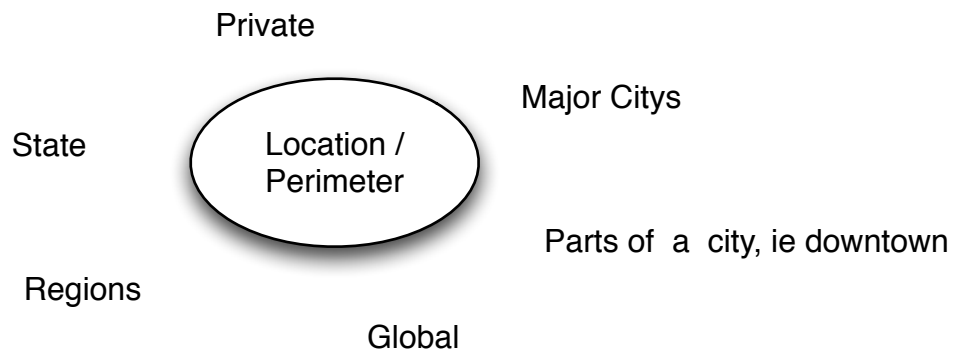 Private
Major Citys
State
Location /
Perimeter
Parts of a city, ie downtown
Regions
Global